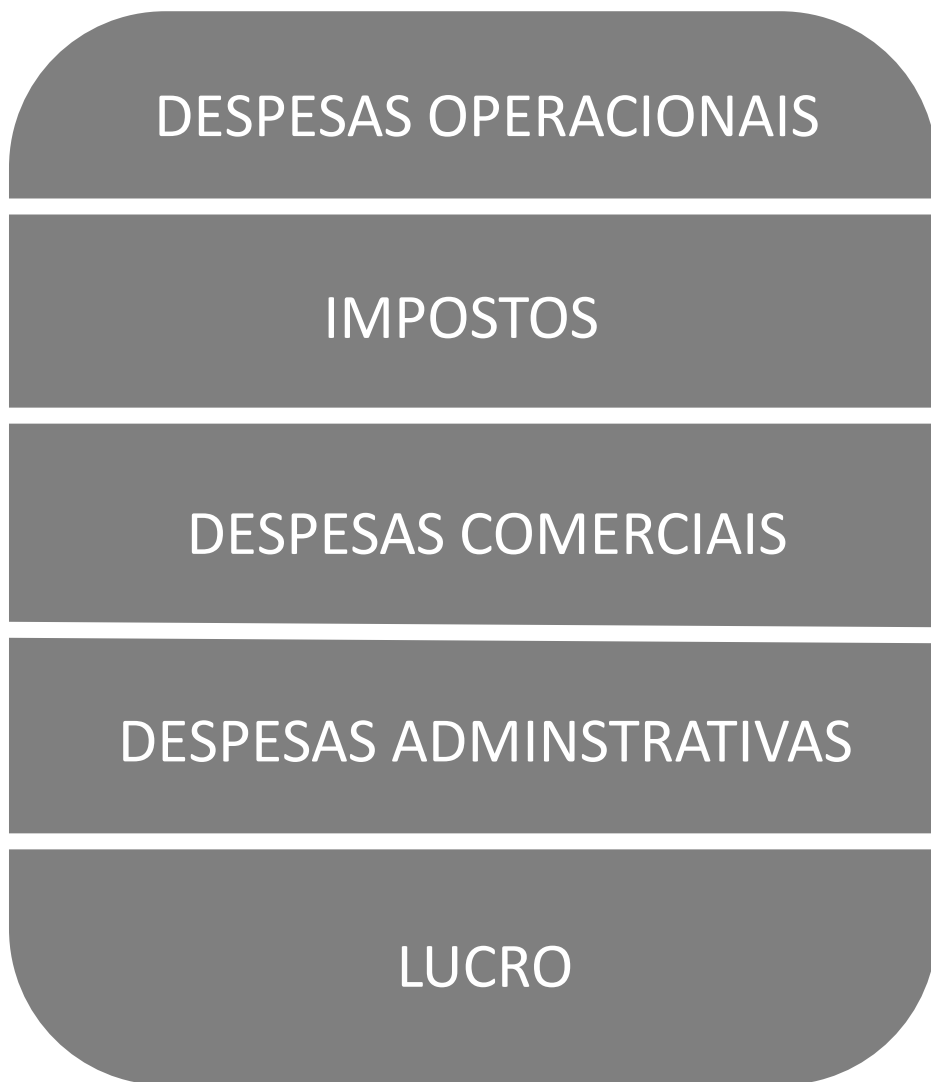 DESPESAS OPERACIONAIS
IMPOSTOS
DESPESAS COMERCIAIS
DESPESAS ADMINSTRATIVAS
LUCRO